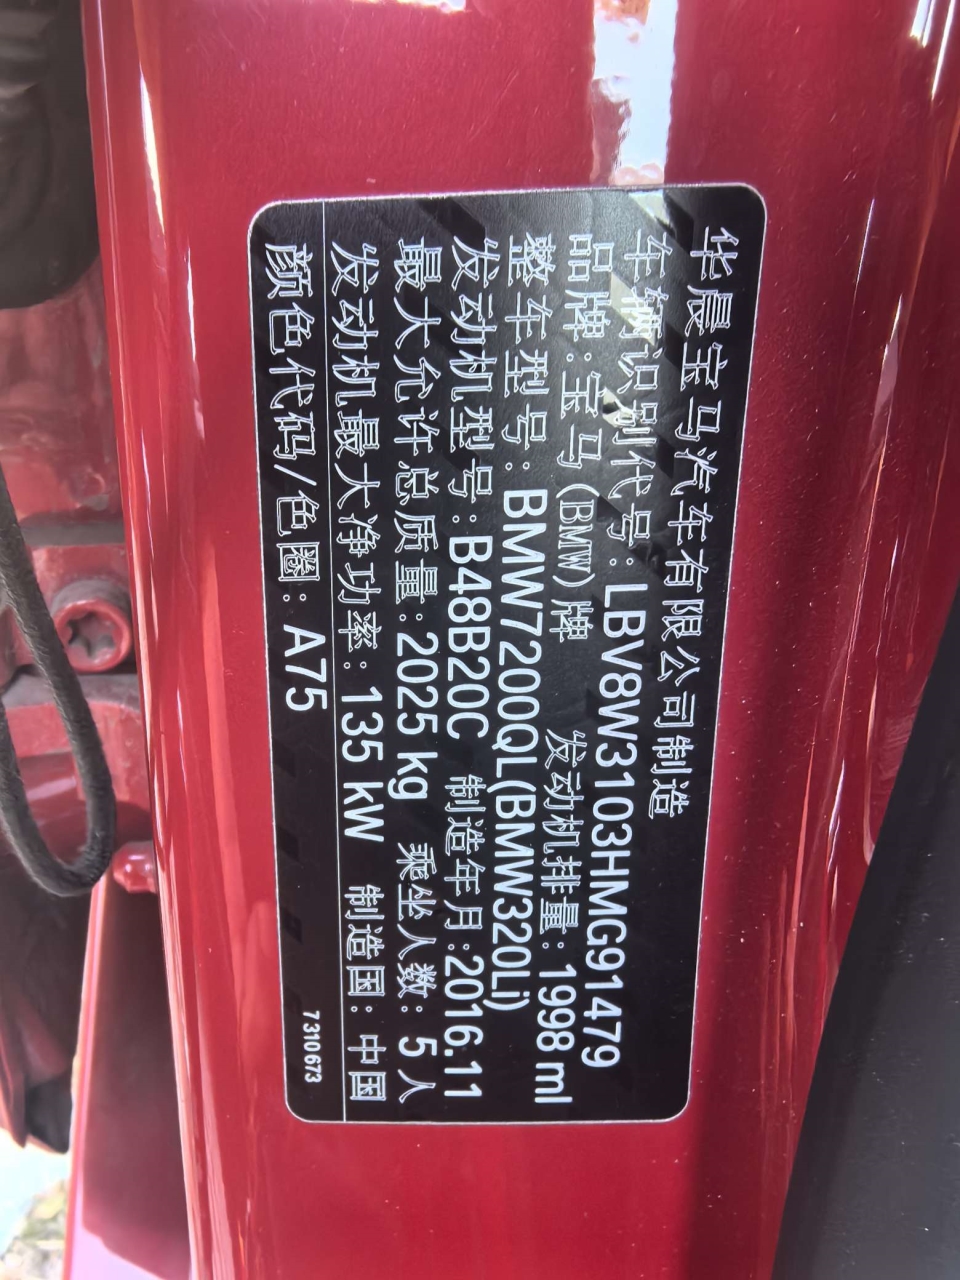 华晨宝马汽车有限公司制造
车辆识别代号:LBV8W3103HMG91479
品牌:宝马(BMW)牌 发动机排量:1998 ml
整车型号:BMW7200QL(BMW320Li)
发动机型号:B48B20C 制造年月:2016.11
最大允许总质量:2025 kg 乘坐人数:5人
发动机最大净功率:135 kW 制造国:中国
颜色代码/色圈:A75 7310673